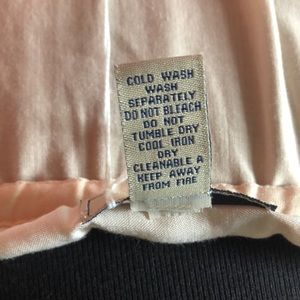 COLD WASH
WASH
SEPARATELY
DO NOT BLEACH
DO NOT
TUMBLE DRY
COOL IRON
DRY
CLEANABLE A
KEEP AWAY
FROM FIRE